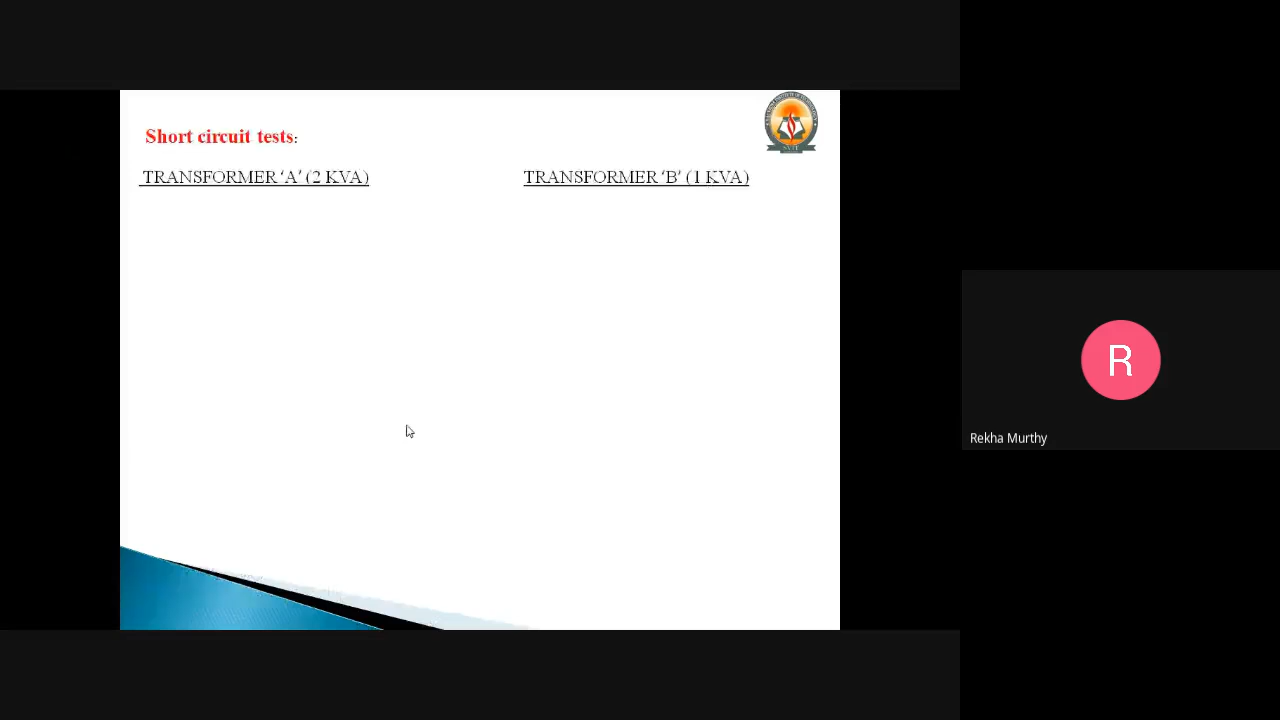 Short circuit tests:
TRANSFORMER ‘A’ (2 KVA)
TRANSFORMER ‘B’ (1 KVA)
R
Rekha Murthy